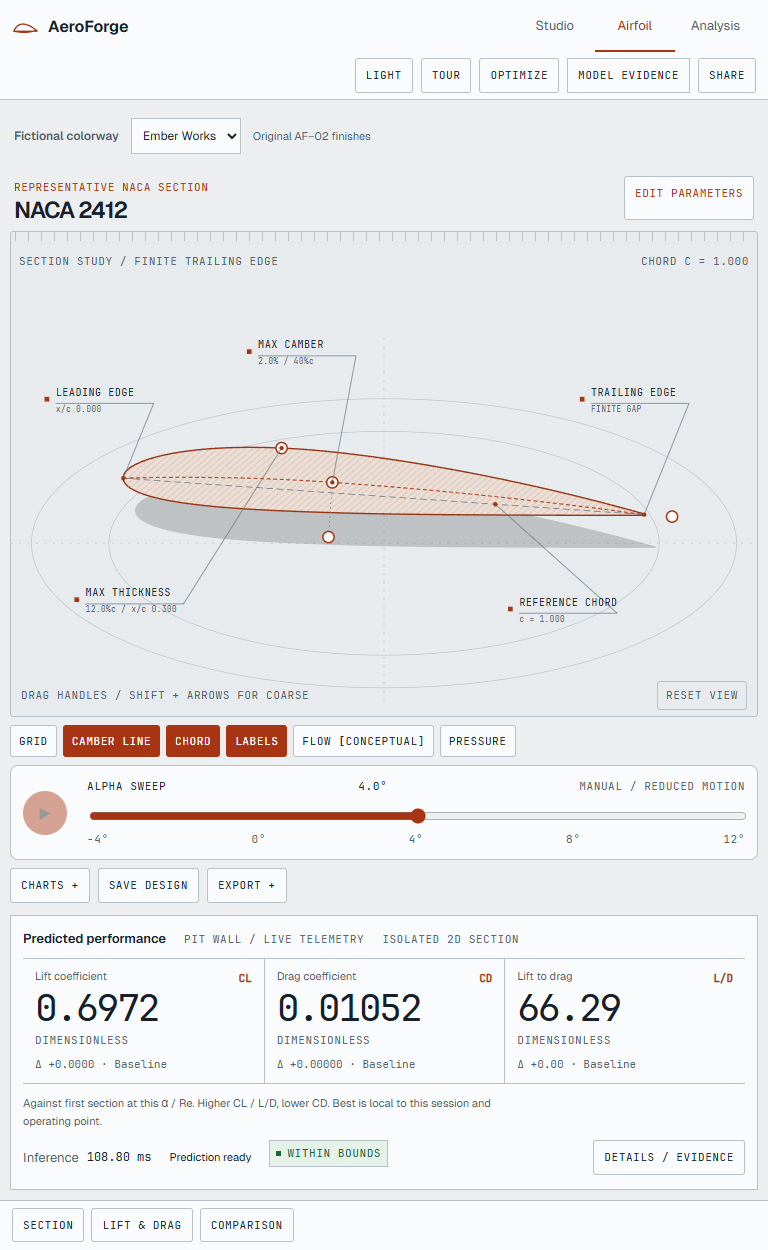 AeroForge
Studio
Airfoil
Analysis
LIGHT
TOUR
OPTIMIZE
MODEL EVIDENCE
SHARE
Fictional colorway
Ember Works
Original AF–02 finishes
REPRESENTATIVE NACA SECTION
NACA 2412
EDIT PARAMETERS
SECTION STUDY / FINITE TRAILING EDGE
CHORD C = 1.000
MAX CAMBER
2.0% / 40%c
LEADING EDGE
x/c 0.000
TRAILING EDGE
FINITE GAP
MAX THICKNESS
12.0%c / x/c 0.300
REFERENCE CHORD
c = 1.000
DRAG HANDLES / SHIFT + ARROWS FOR COARSE
RESET VIEW
GRID
CAMBER LINE
CHORD
LABELS
FLOW [CONCEPTUAL]
PRESSURE
ALPHA SWEEP
4.0°
MANUAL / REDUCED MOTION
-4°
0°
4°
8°
12°
CHARTS +
SAVE DESIGN
EXPORT +
Predicted performance
PIT WALL / LIVE TELEMETRY
ISOLATED 2D SECTION
Lift coefficient
CL
0.6972
DIMENSIONLESS
Δ +0.0000 · Baseline
Drag coefficient
CD
0.01052
DIMENSIONLESS
Δ +0.00000 · Baseline
Lift to drag
L/D
66.29
DIMENSIONLESS
Δ +0.00 · Baseline
Against first section at this α / Re. Higher CL / L/D, lower CD. Best is local to this session and
operating point.
Inference 108.80 ms
Prediction ready
WITHIN BOUNDS
DETAILS / EVIDENCE
SECTION
LIFT & DRAG
COMPARISON